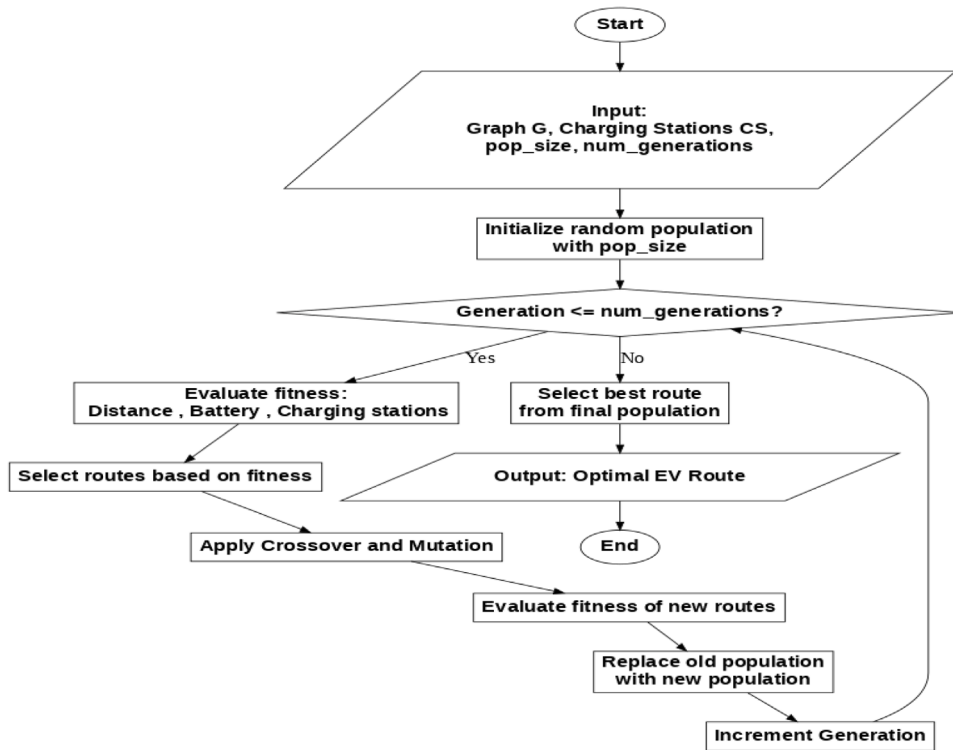 Start
Input:
Graph G, Charging Stations CS,
pop_size, num_generations
Initialize random population
with pop_size
Generation <= num_generations?
Yes
No
Evaluate fitness:
Distance , Battery , Charging stations
Select best route
from final population
Select routes based on fitness
Output: Optimal EV Route
Apply Crossover and Mutation
End
Evaluate fitness of new routes
Replace old population
with new population
Increment Generation